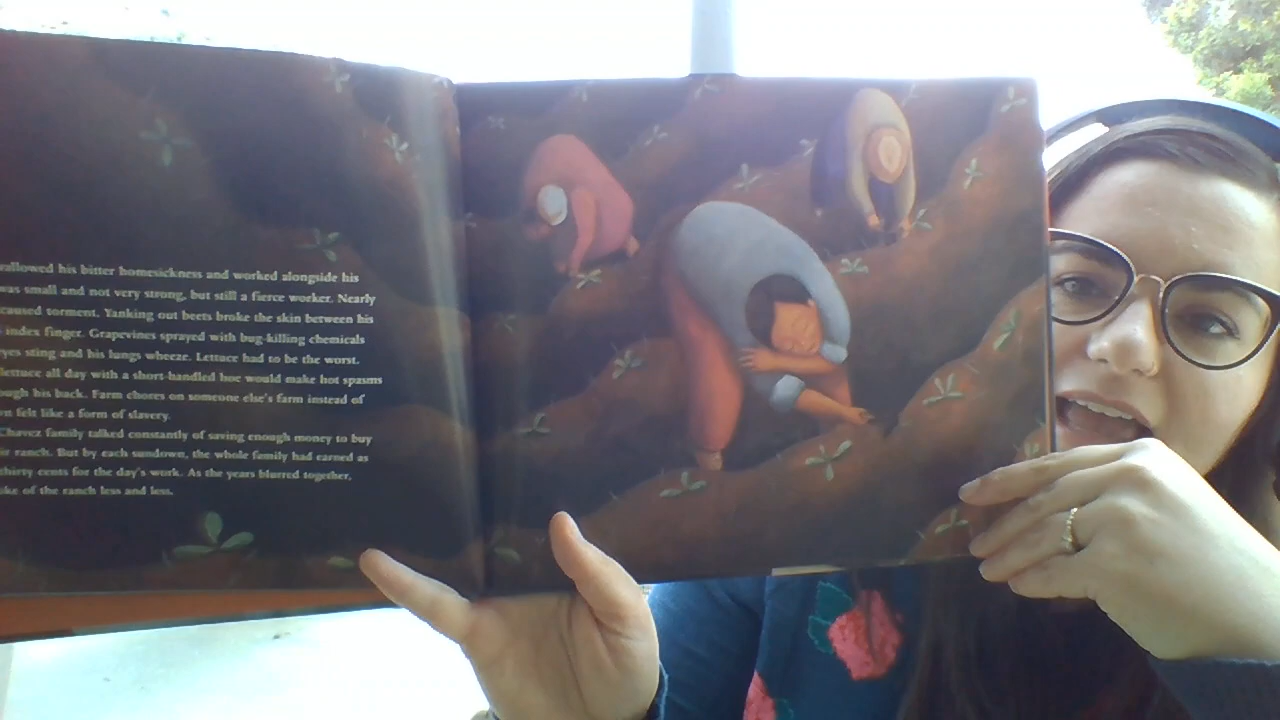 his bitter homesickness and worked alongside his
was small and not very strong, but still a fierce worker. Nearly
caused torment. Yanking out beets broke the skin between his
index finger. Grapevines sprayed with bug-killing chemicals
sting and his lungs wheeze. Lettuce had to be the worst.
lettuce all day with a short-handled hoe would make hot spasms
his back. Farm chores on someone else's farm instead of
felt like a form of slavery.
Chavez family talked constantly of saving enough money to buy
ranch. But by each sundown, the whole family had earned as
thirty cents for the day's work. As the years blurred together,
of the ranch less and less.